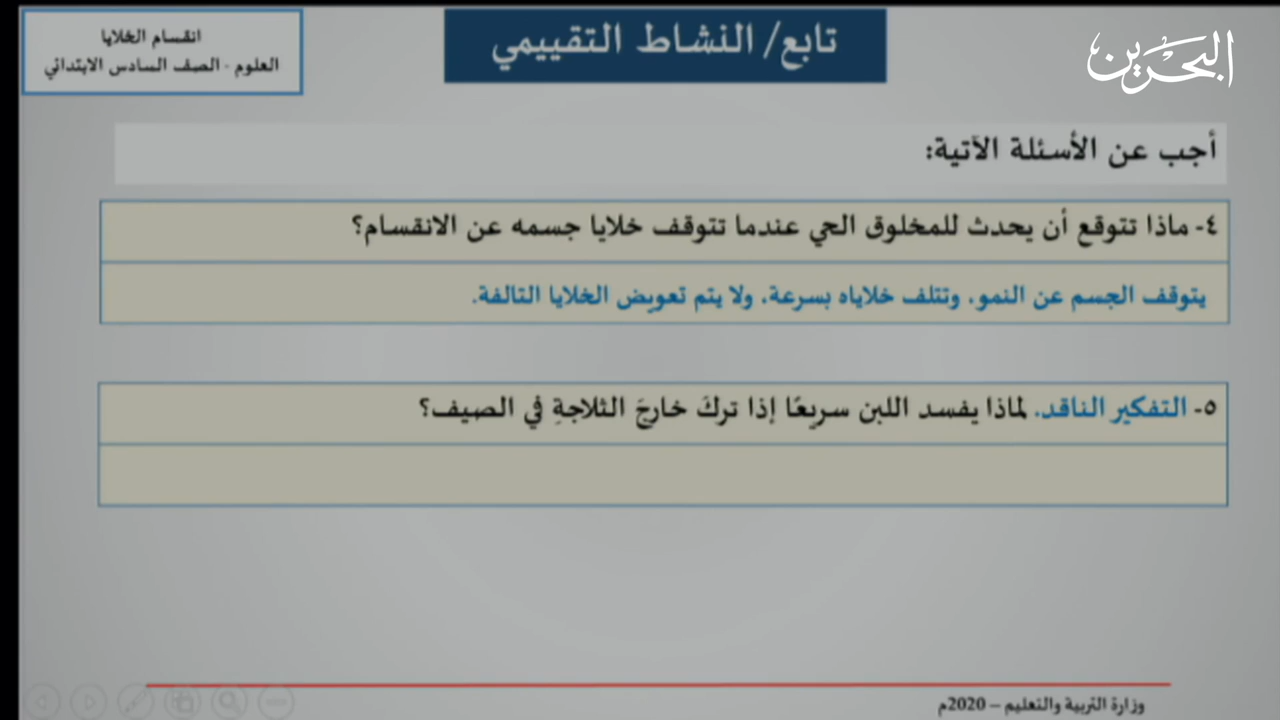 البحرين
تابع/ النشاط التقييمي
انقسام الخلايا
العلوم - الصف السادس الابتدائي
أجب عن الأسئلة الآتية:
٤- ماذا تتوقع أن يحدث للمخلوق الحي عندما تتوقف خلايا جسمه عن الانقسام؟
يتوقف الجسم عن النمو، وتتلف خلاياه بسرعة، ولا يتم تعويض الخلايا التالفة.
٥- التفكير الناقد. لماذا يفسد اللبن سريعًا إذا تركَ خارجَ الثلاجةِ في الصيف؟
وزارة التربية والتعليم – 2020م